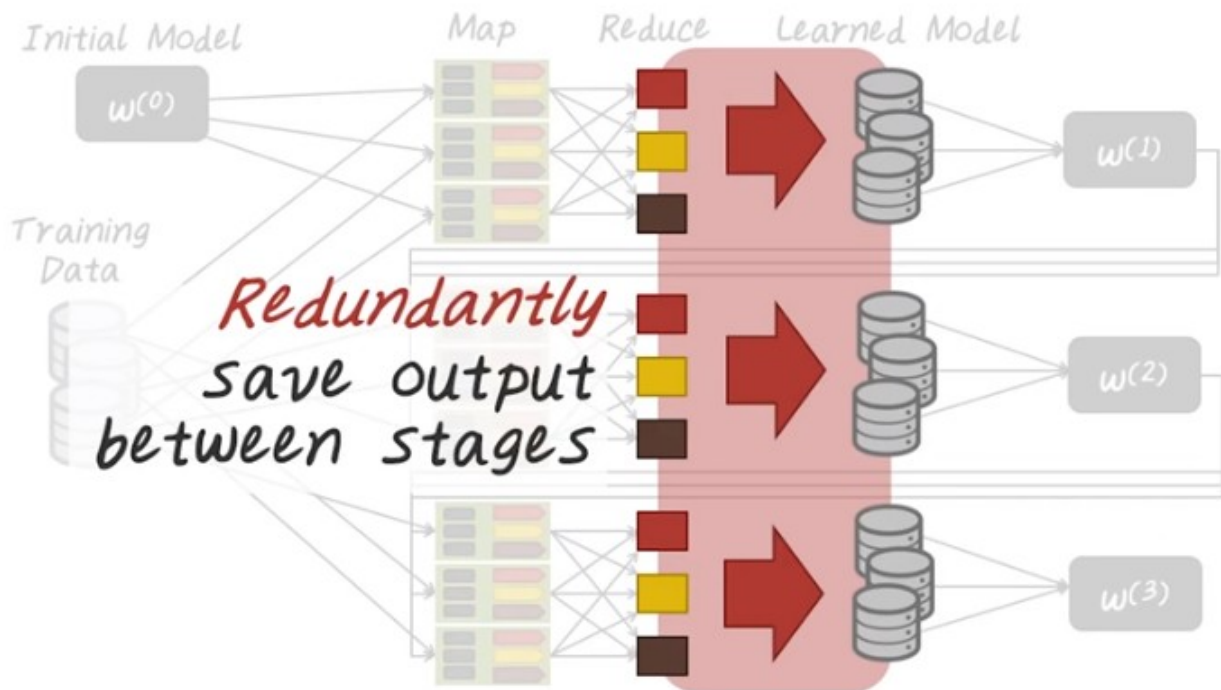 Initial Model
Map
Reduce
Learned Model
w(0)
w(1)
Training
Data
Redundantly
save output
between stages
w(2)
w(3)